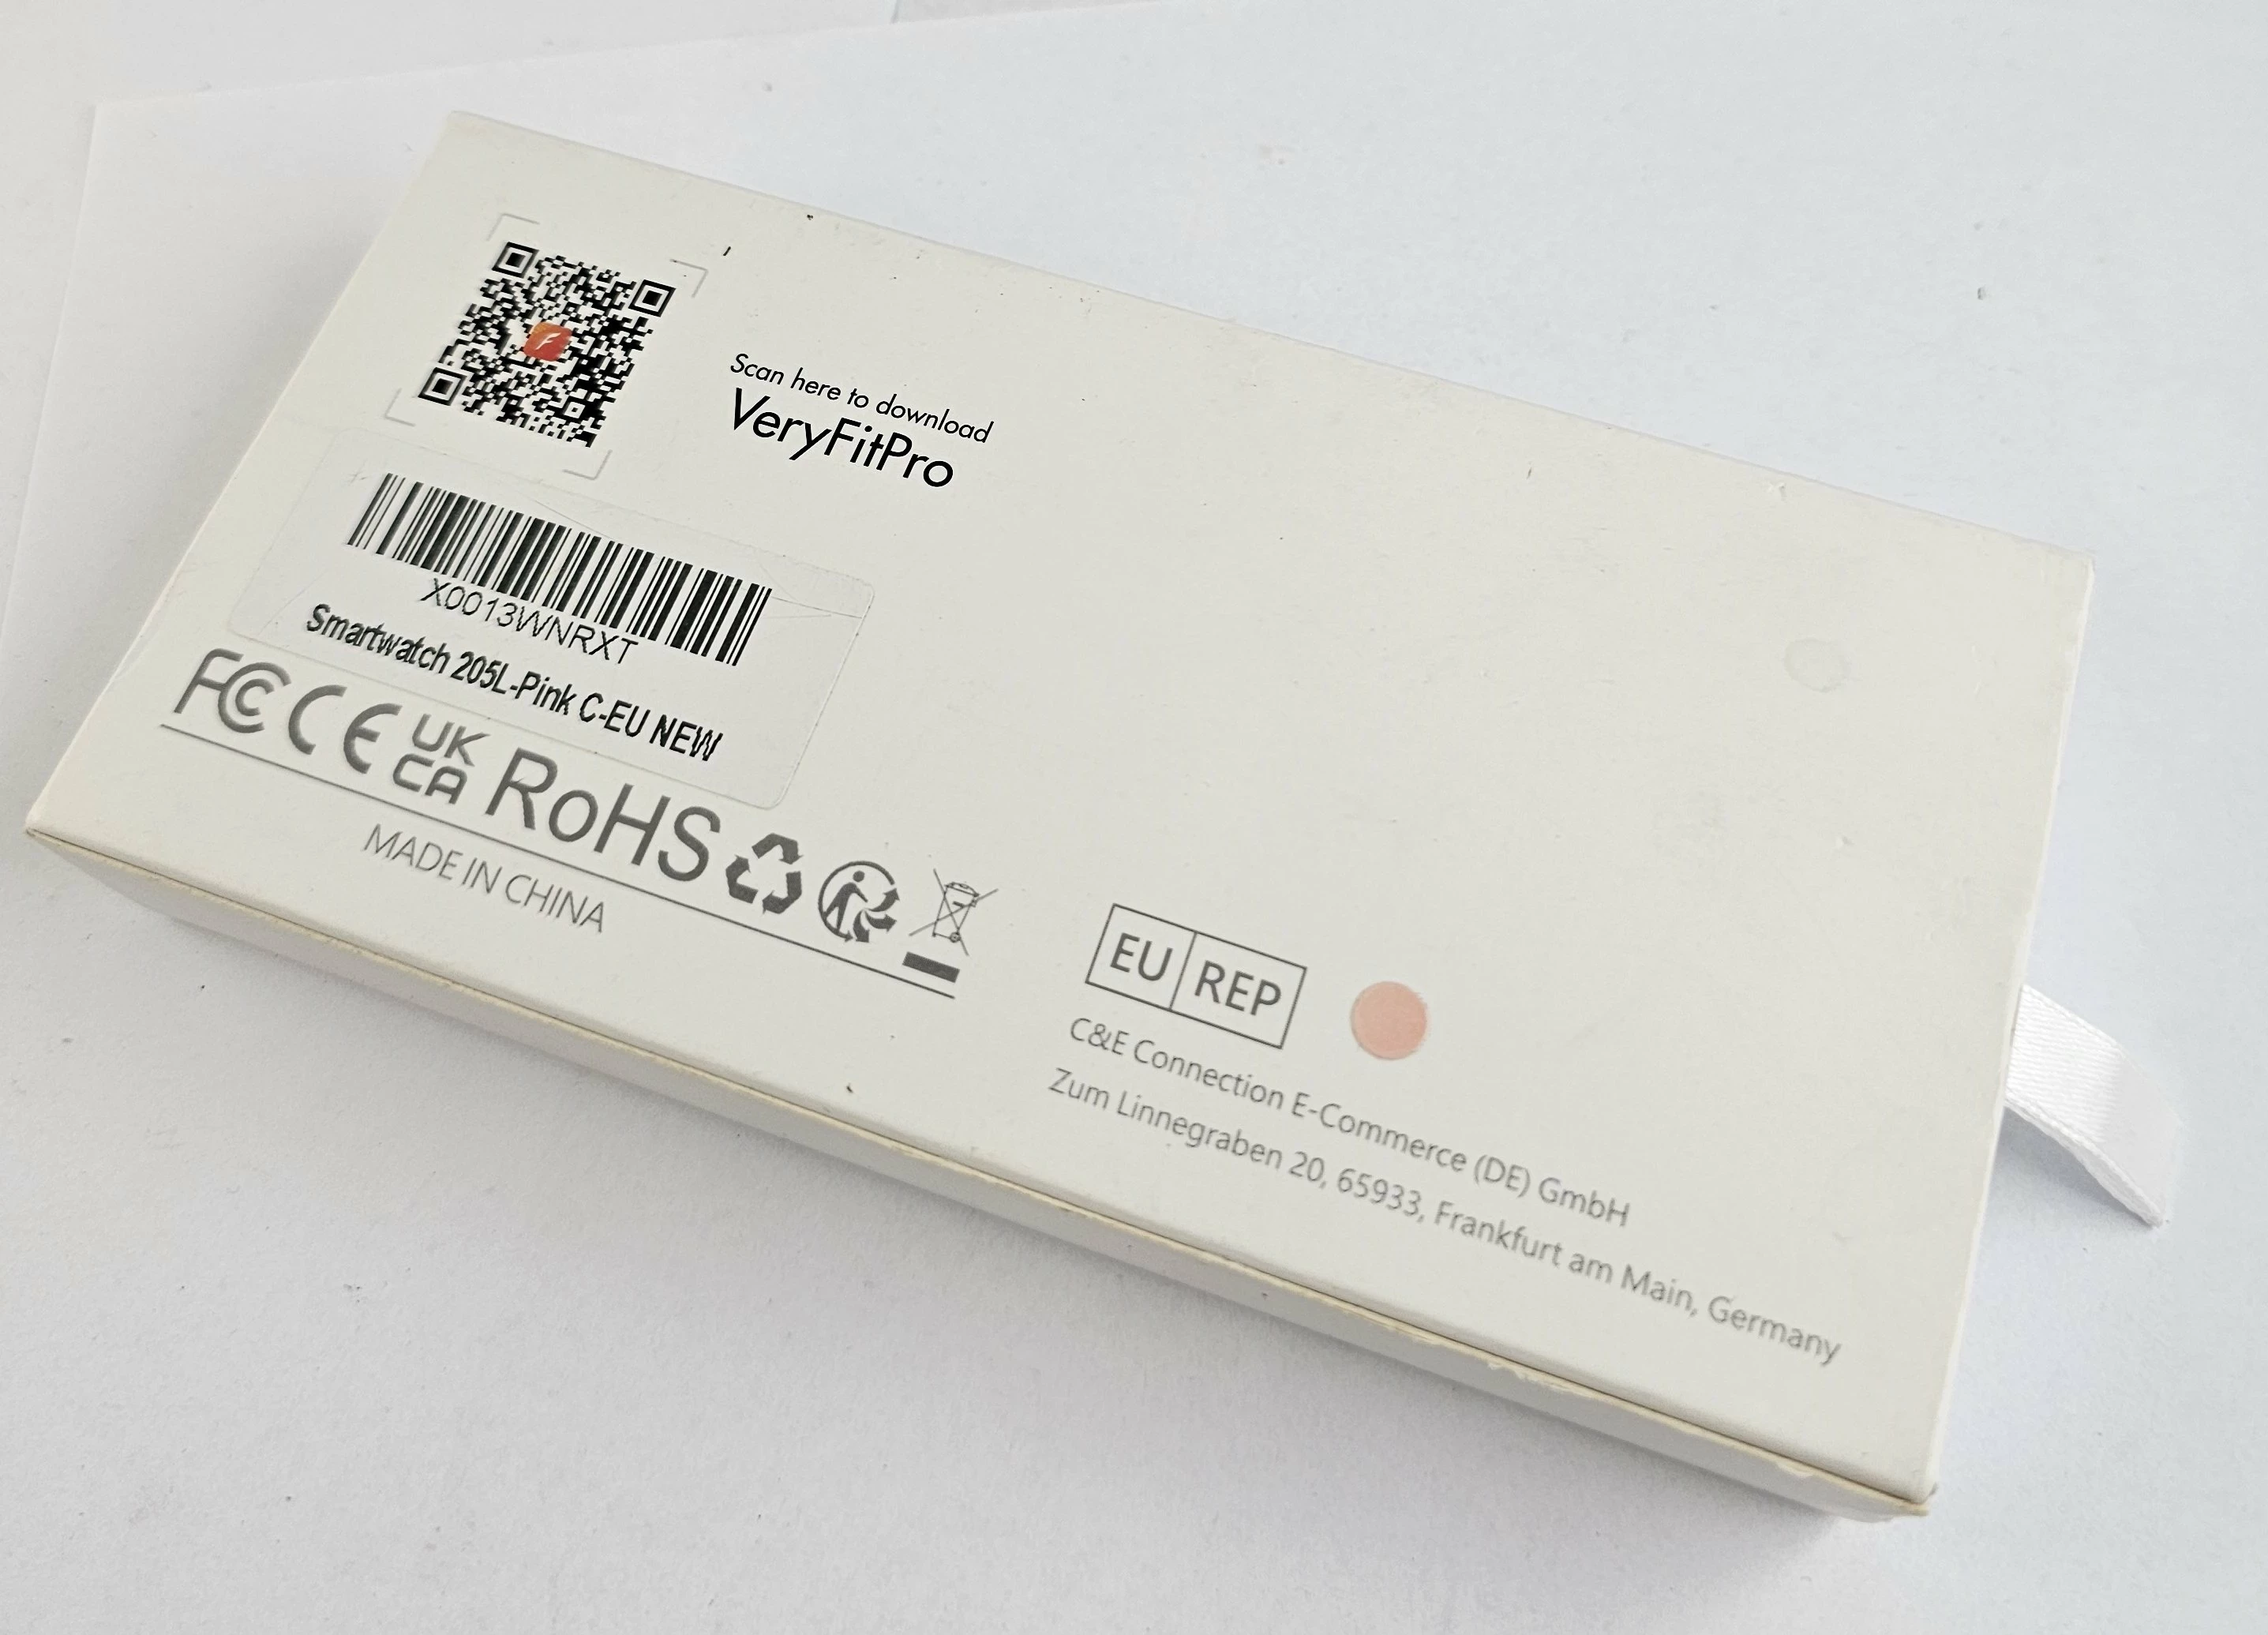 Scan here to download
VeryFitPro
X0013WNRXT
Smartwatch 205L-Pink C-EU NEW
FC CE UK
CA RoHS
MADE IN CHINA
EU REP
C&E Connection E-Commerce (DE) GmbH
Zum Linnegraben 20, 65933, Frankfurt am Main, Germany